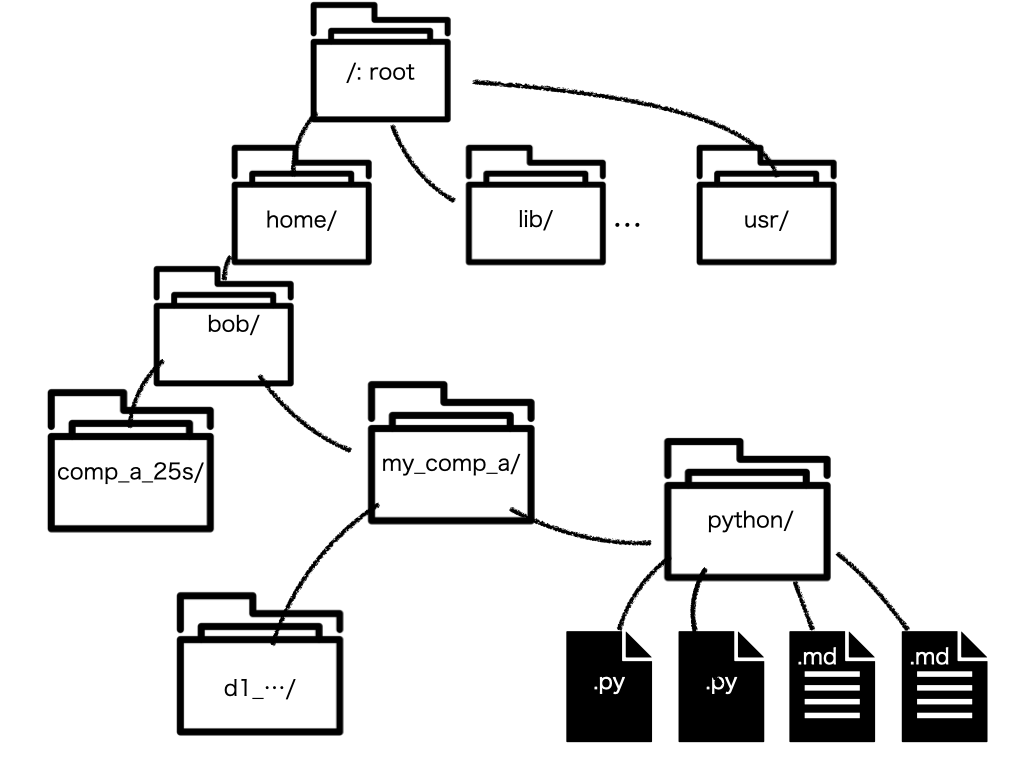 /: root
home/
lib/
...
usr/
bob/
comp_a_25s/
my_comp_a/
python/
d1_…/
.py
.py
.md
.md